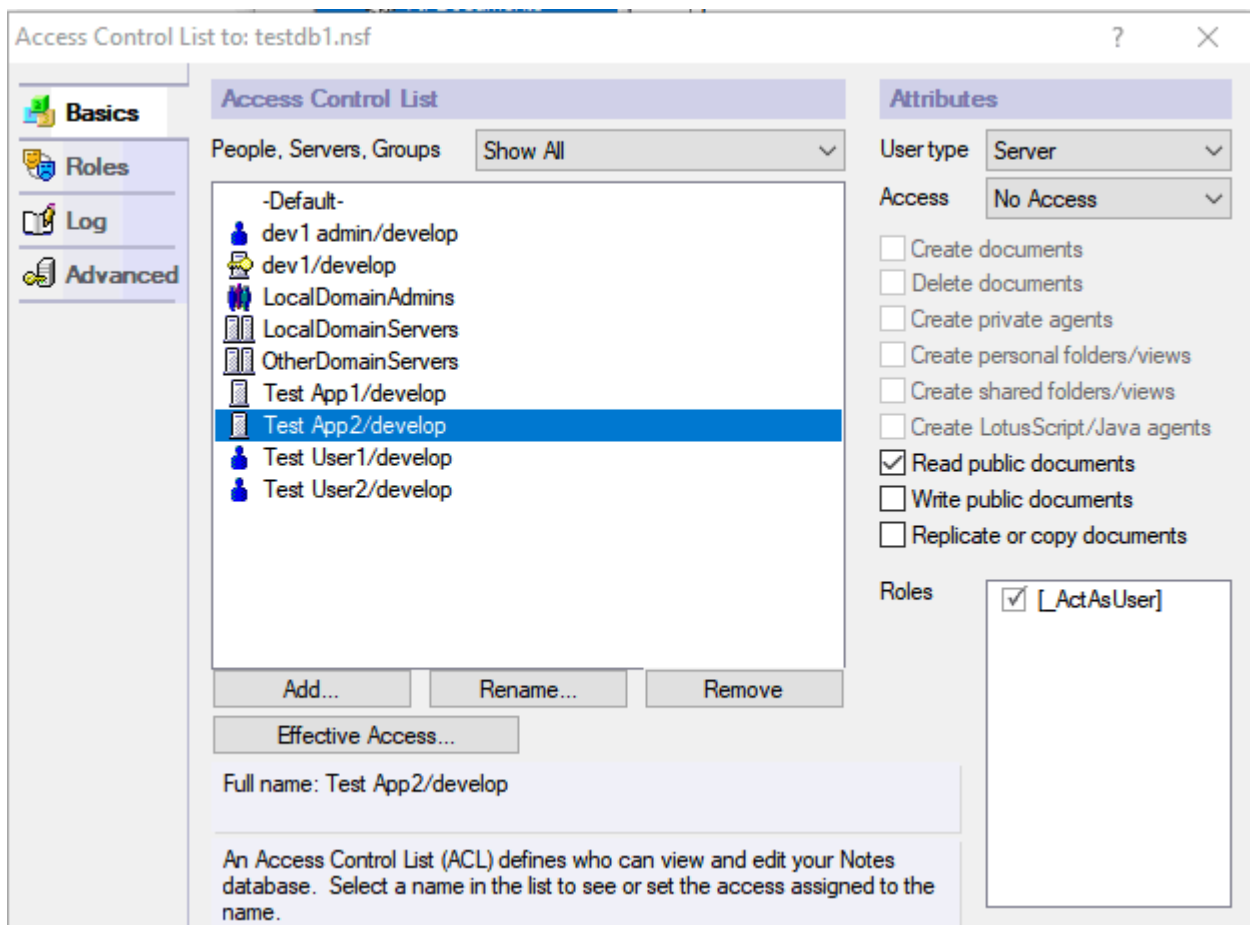 Access Control List to: testdb1.nsf
Basics
Roles
Log
Advanced
Access Control List
People, Servers, Groups Show All
-Default-
dev1 admin/develop
dev1/develop
LocalDomainAdmins
LocalDomainServers
OtherDomainServers
Test App1/develop
Test App2/develop
Test User1/develop
Test User2/develop
Add... Rename... Remove
Effective Access...
Full name: Test App2/develop
An Access Control List (ACL) defines who can view and edit your Notes
database. Select a name in the list to see or set the access assigned to the
name.
Attributes
User type Server
Access No Access
Create documents
Delete documents
Create private agents
Create personal folders/views
Create shared folders/views
Create LotusScript/Java agents
Read public documents
Write public documents
Replicate or copy documents
Roles [_ActAsUser]